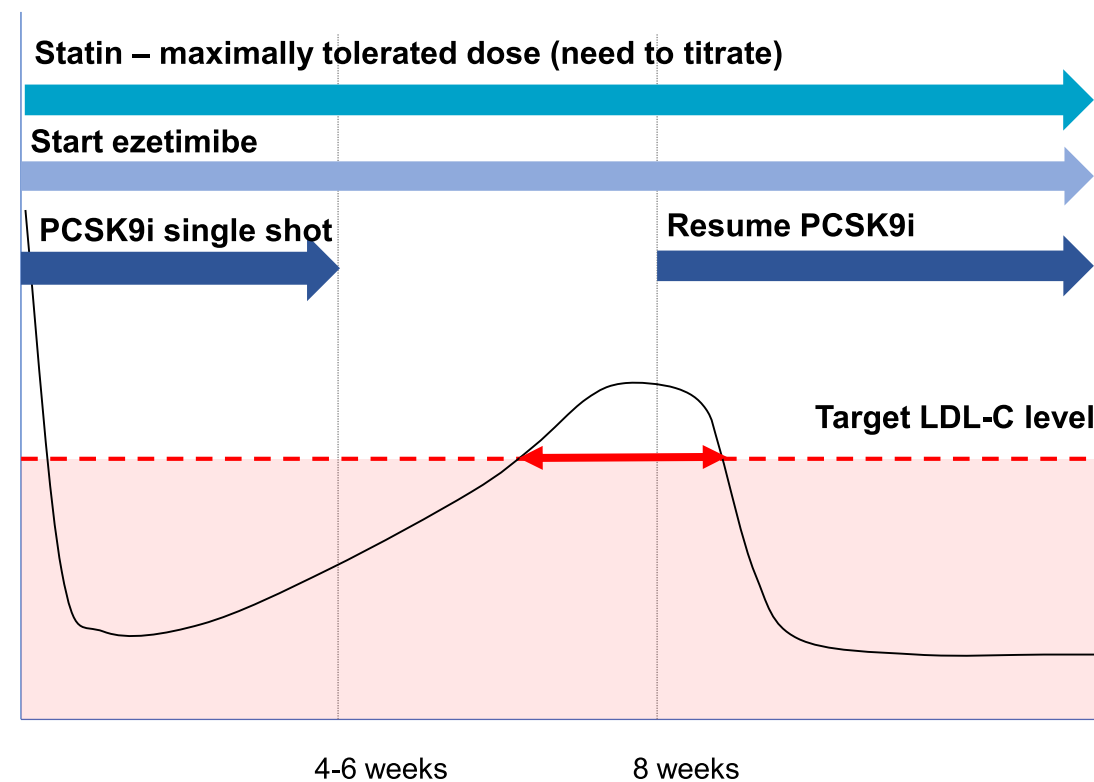 Statin – maximally tolerated dose (need to titrate)
Start ezetimibe
PCSK9i single shot
Resume PCSK9i
Target LDL-C level
4-6 weeks
8 weeks